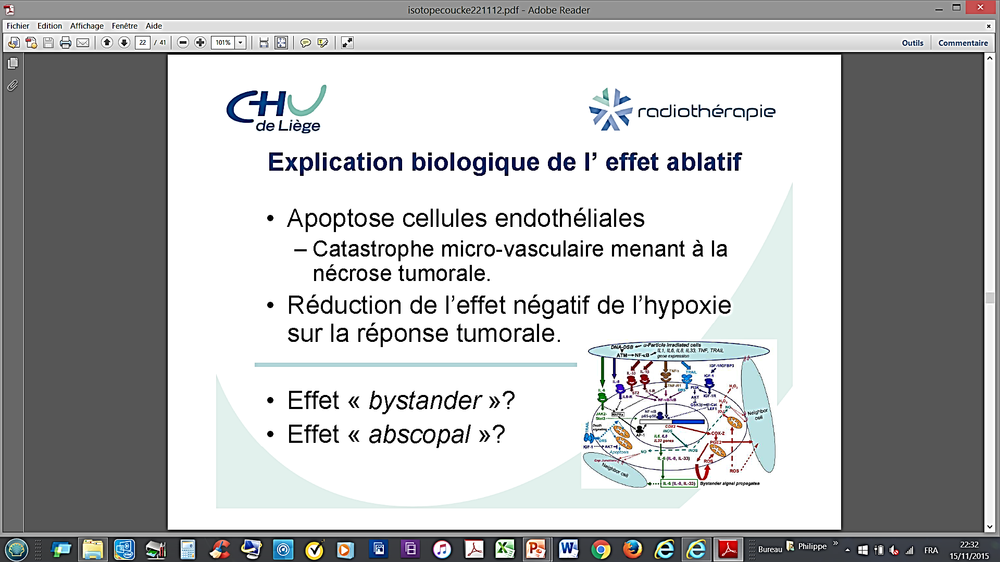 isotopecoucke221112.pdf - Adobe Reader
Fichier Edition Affichage Fenêtre Aide
22 / 41 101% Outils Commentaire
CHU
de Liège
radiothérapie
Explication biologique de l’ effet ablatif
• Apoptose cellules endothéliales
– Catastrophe micro-vasculaire menant à la
nécrose tumorale.
• Réduction de l’effet négatif de l’hypoxie
sur la réponse tumorale.
• Effet « bystander »?
• Effet « abscopal »?
DNA-DSB α-Particle Irradiated cells
IL1, IL6, IL8, IL33, TNF, TRAIL
ATM NF-κB gene expression
IGF-1/IGFBP3
IL-33 IL-1β TNFα TRAIL IGF-1
IL-6 IL-8 ST2 IL1-R TNF-R1 DR5 PI3K H₂O₂
IL8-R NF-κB/IκB AKT IGF-1R
GSK3β β-Cat H₂O₂
LEF1 NO
JAK2-
Stat3
MAPKs
NF-κB
p65-p50
Neighbor
cell
Death
signaling
TRAIL
AP-1
COX2
iNOS
COX-2
IL6, IL8
IL33 genes
PGE2
DR5
IGF-1 AKT
Apoptosis
NO iNOS
Gap Junctions
IL-6 (IL-8, IL-33)
ROS
ROS
Neighbor cell
IL-6 (IL-8, IL-33) Bystander signal propagates
Bureau Philippe » FRA
22:32
15/11/2015